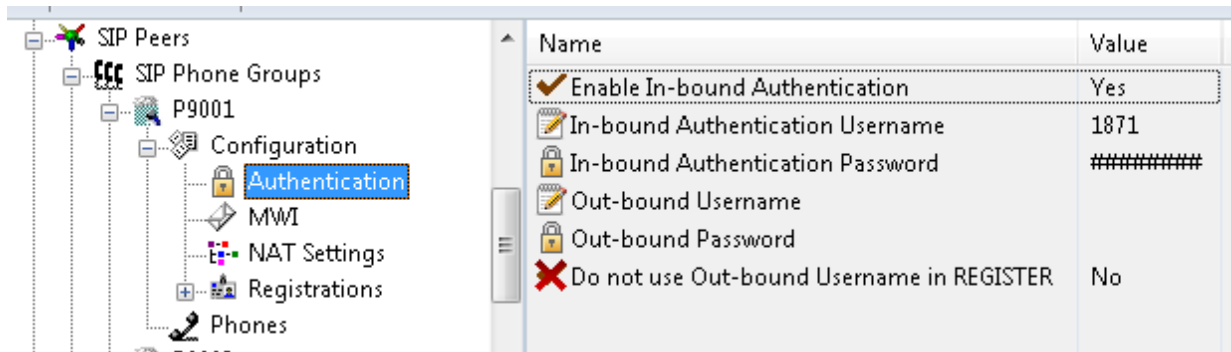 SIP Peers
SIP Phone Groups
P9001
Configuration
Authentication
MWI
NAT Settings
Registrations
Phones
Name Value
Enable In-bound Authentication Yes
In-bound Authentication Username 1871
In-bound Authentication Password ########
Out-bound Username
Out-bound Password
Do not use Out-bound Username in REGISTER No